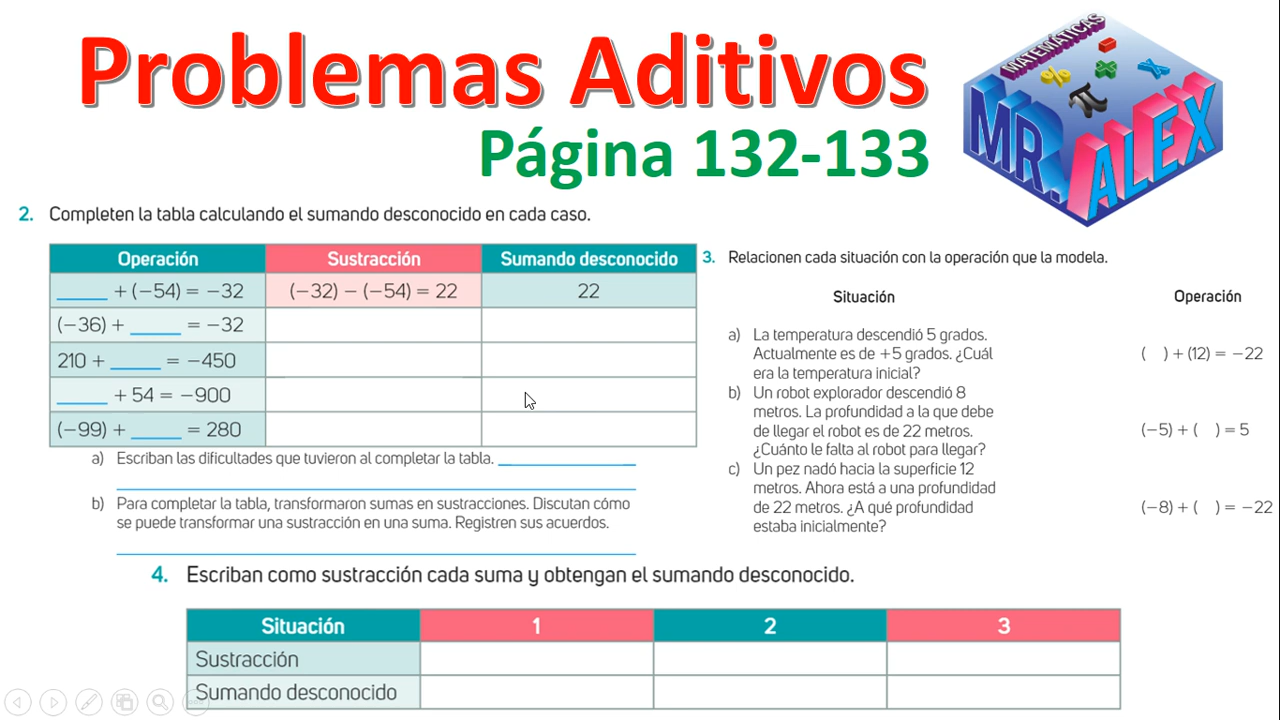 Problemas Aditivos
Página 132-133
MATEMÁTICAS
% ÷ π
MR. ALEX
2. Completen la tabla calculando el sumando desconocido en cada caso.
Operación Sustracción Sumando desconocido
_____ + (−54) = −32 (−32) − (−54) = 22 22
(−36) + _____ = −32
210 + _____ = −450
_____ + 54 = −900
(−99) + _____ = 280
a) Escriban las dificultades que tuvieron al completar la tabla.
b) Para completar la tabla, transformaron sumas en sustracciones. Discutan cómo
se puede transformar una sustracción en una suma. Registren sus acuerdos.
3. Relacionen cada situación con la operación que la modela.
Situación Operación
a) La temperatura descendió 5 grados.
Actualmente es de +5 grados. ¿Cuál ( ) + (12) = −22
era la temperatura inicial?
b) Un robot explorador descendió 8
metros. La profundidad a la que debe
de llegar el robot es de 22 metros. (−5) + ( ) = 5
¿Cuánto le falta al robot para llegar?
c) Un pez nadó hacia la superficie 12
metros. Ahora está a una profundidad
de 22 metros. ¿A qué profundidad (−8) + ( ) = −22
estaba inicialmente?
4. Escriban como sustracción cada suma y obtengan el sumando desconocido.
Situación 1 2 3
Sustracción
Sumando desconocido